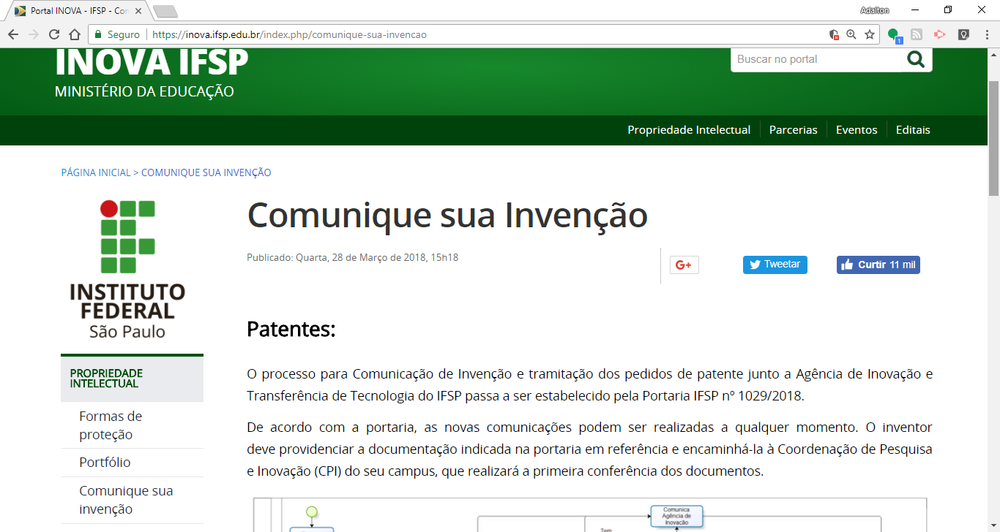 Portal INOVA - IFSP - Con
Adalton
Seguro
https://inova.ifsp.edu.br/index.php/comunique-sua-invencao
1
INOVA IFSP
MINISTÉRIO DA EDUCAÇÃO
Buscar no portal
Propriedade Intelectual
Parcerias
Eventos
Editais
PÁGINA INICIAL > COMUNIQUE SUA INVENÇÃO
INSTITUTO
FEDERAL
São Paulo
PROPRIEDADE
INTELECTUAL
Formas de
proteção
Portfólio
Comunique sua
invenção
Comunique sua Invenção
Publicado: Quarta, 28 de Março de 2018, 15h18
G+
Tweetar
Curtir 11 mil
Patentes:
O processo para Comunicação de Invenção e tramitação dos pedidos de patente junto a Agência de Inovação e
Transferência de Tecnologia do IFSP passa a ser estabelecido pela Portaria IFSP nº 1029/2018.
De acordo com a portaria, as novas comunicações podem ser realizadas a qualquer momento. O inventor
deve providenciar a documentação indicada na portaria em referência e encaminhá-la à Coordenação de Pesquisa
e Inovação (CPI) do seu campus, que realizará a primeira conferência dos documentos.
Comunica
Agência de
Inovação
Tem